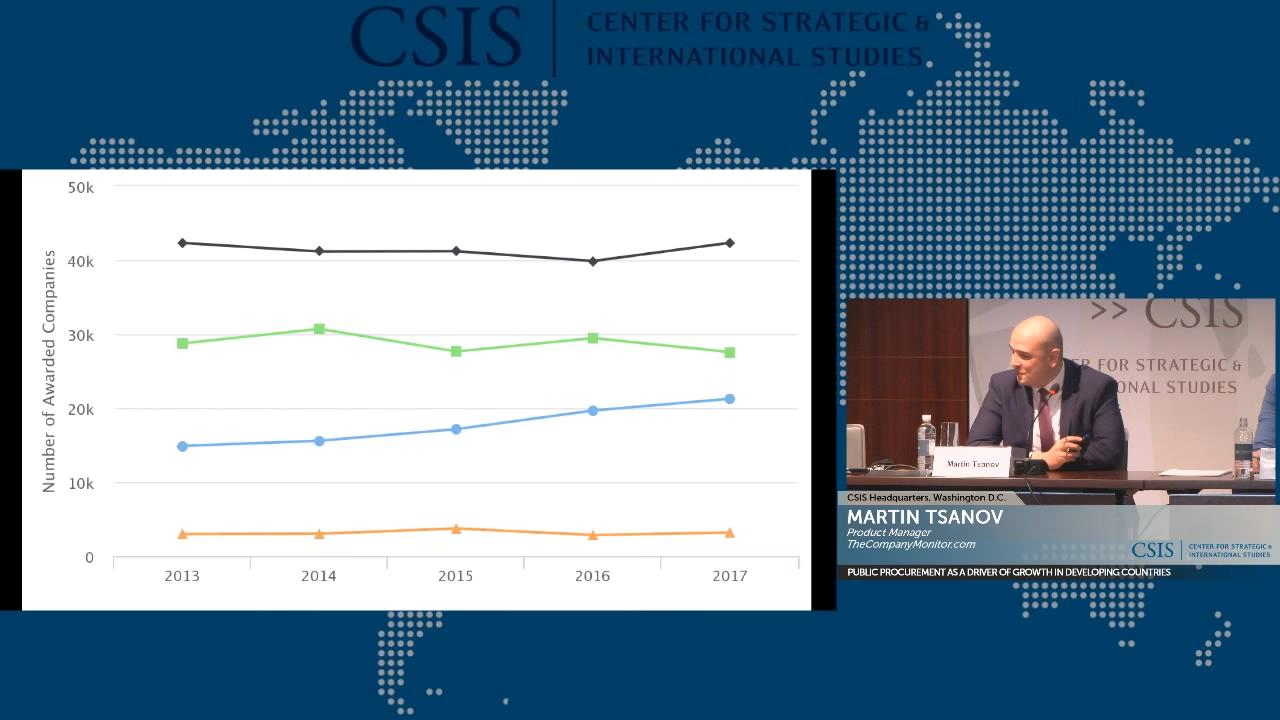 CSIS
CENTER FOR STRATEGIC &
INTERNATIONAL STUDIES
50k
40k
30k
20k
10k
0
Number of Awarded Companies
2013
2014
2015
2016
2017
>> CSIS
ER FOR STRATEGIC &
ONAL STUDIES
Martin Tsanov
CSIS Headquarters, Washington D.C.
MARTIN TSANOV
Product Manager
TheCompanyMonitor.com
CSIS
CENTER FOR STRATEGIC &
INTERNATIONAL STUDIES
PUBLIC PROCUREMENT AS A DRIVER OF GROWTH IN DEVELOPING COUNTRIES